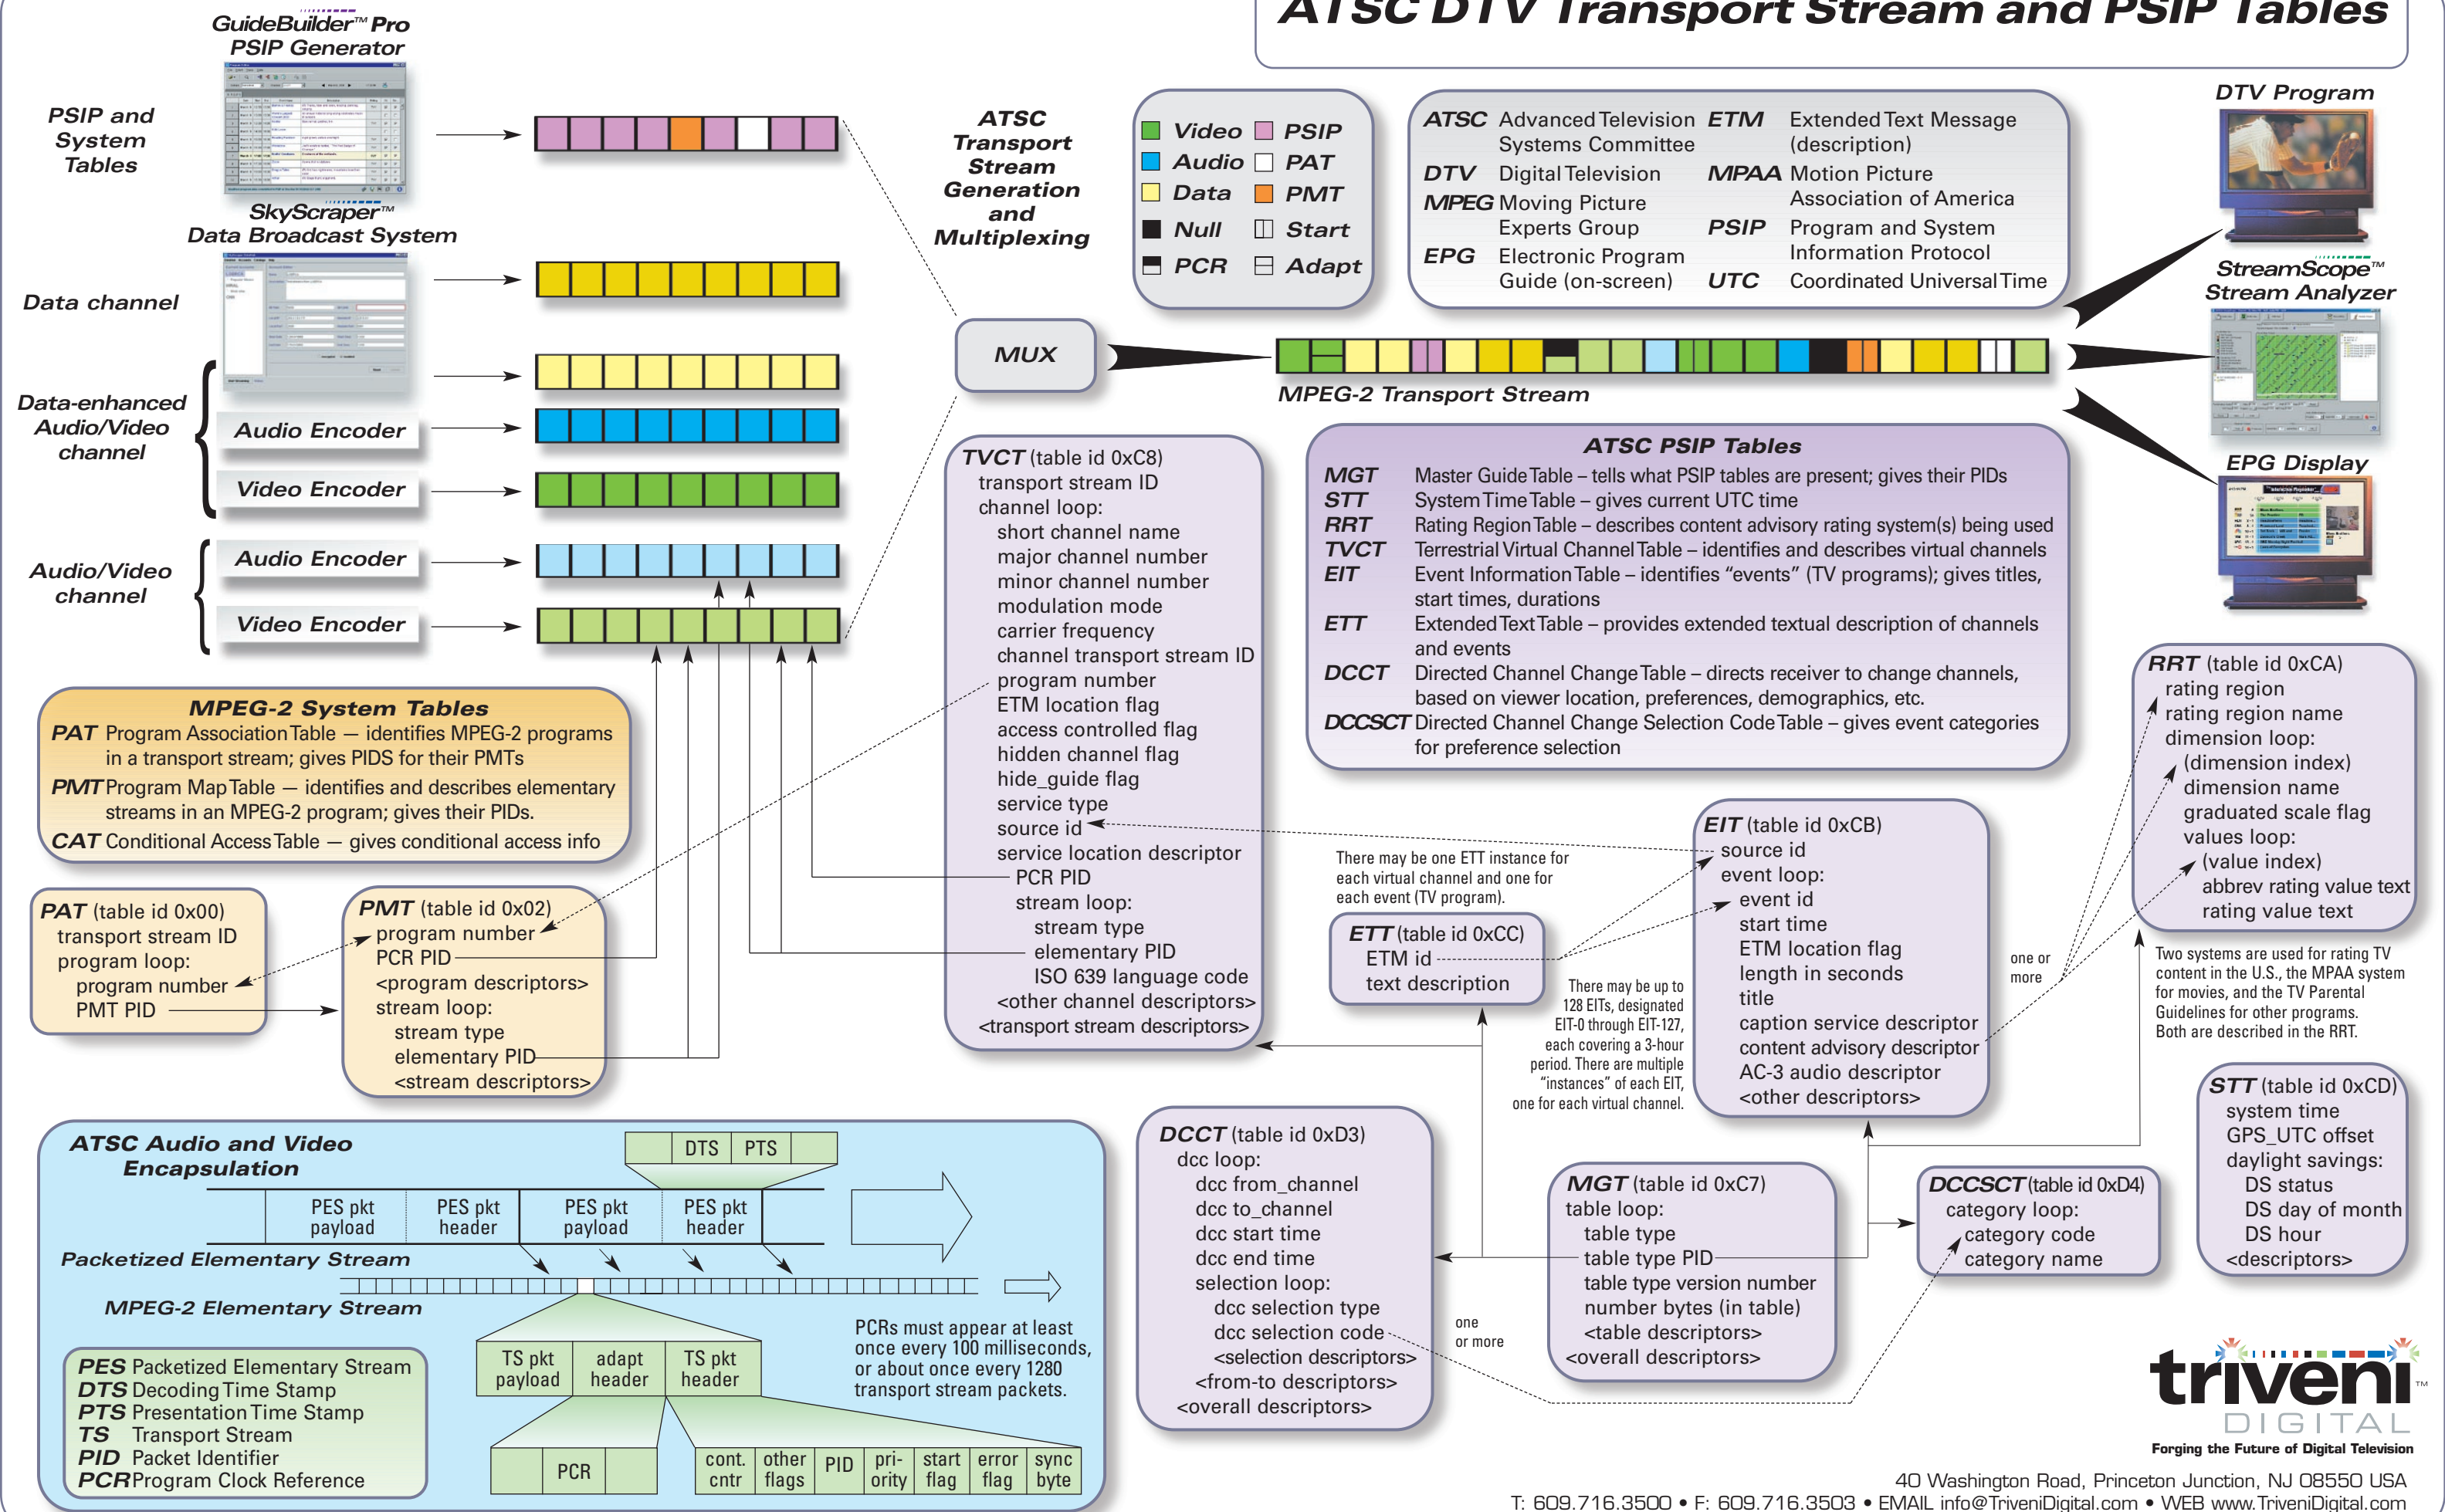 ATSC DTV Transport Stream and PSIP Tables
GuideBuilder™ Pro
PSIP Generator
PSIP and
System
Tables
SkyScraper™
Data Broadcast System
Data channel
Data-enhanced
Audio/Video
channel
Audio Encoder
Video Encoder
Audio/Video
channel
Audio Encoder
Video Encoder
ATSC
Transport
Stream
Generation
and
Multiplexing
MUX
Video
Audio
Data
Null
PCR
PSIP
PAT
PMT
Start
Adapt
ATSC Advanced Television
Systems Committee
DTV Digital Television
MPEG Moving Picture
Experts Group
EPG Electronic Program
Guide (on-screen)
ETM Extended Text Message
(description)
MPAA Motion Picture
Association of America
PSIP Program and System
Information Protocol
UTC Coordinated Universal Time
DTV Program
StreamScope™
Stream Analyzer
EPG Display
MPEG-2 Transport Stream
ATSC PSIP Tables
MGT Master Guide Table – tells what PSIP tables are present; gives their PIDs
STT System Time Table – gives current UTC time
RRT Rating Region Table – describes content advisory rating system(s) being used
TVCT Terrestrial Virtual Channel Table – identifies and describes virtual channels
EIT Event Information Table – identifies “events” (TV programs); gives titles,
start times, durations
ETT Extended Text Table – provides extended textual description of channels
and events
DCCT Directed Channel Change Table – directs receiver to change channels,
based on viewer location, preferences, demographics, etc.
DCCSCT Directed Channel Change Selection Code Table – gives event categories
for preference selection
MPEG-2 System Tables
PAT Program Association Table — identifies MPEG-2 programs
in a transport stream; gives PIDS for their PMTs
PMT Program Map Table — identifies and describes elementary
streams in an MPEG-2 program; gives their PIDs.
CAT Conditional Access Table — gives conditional access info
PAT (table id 0x00)
transport stream ID
program loop:
program number
PMT PID
PMT (table id 0x02)
program number
PCR PID
<program descriptors>
stream loop:
stream type
elementary PID
<stream descriptors>
TVCT (table id 0xC8)
transport stream ID
channel loop:
short channel name
major channel number
minor channel number
modulation mode
carrier frequency
channel transport stream ID
program number
ETM location flag
access controlled flag
hidden channel flag
hide_guide flag
service type
source id
service location descriptor
PCR PID
stream loop:
stream type
elementary PID
ISO 639 language code
<other channel descriptors>
<transport stream descriptors>
There may be one ETT instance for
each virtual channel and one for
each event (TV program).
ETT (table id 0xCC)
ETM id
text description
There may be up to
128 EITs, designated
EIT-0 through EIT-127,
each covering a 3-hour
period. There are multiple
“instances” of each EIT,
one for each virtual channel.
EIT (table id 0xCB)
source id
event loop:
event id
start time
ETM location flag
length in seconds
title
caption service descriptor
content advisory descriptor
AC-3 audio descriptor
<other descriptors>
one or
more
RRT (table id 0xCA)
rating region
rating region name
dimension loop:
(dimension index)
dimension name
graduated scale flag
values loop:
(value index)
abbrev rating value text
rating value text
Two systems are used for rating TV
content in the U.S., the MPAA system
for movies, and the TV Parental
Guidelines for other programs.
Both are described in the RRT.
STT (table id 0xCD)
system time
GPS_UTC offset
daylight savings:
DS status
DS day of month
DS hour
<descriptors>
DCCT (table id 0xD3)
dcc loop:
dcc from_channel
dcc to_channel
dcc start time
dcc end time
selection loop:
dcc selection type
dcc selection code
<selection descriptors>
<from-to descriptors>
<overall descriptors>
one
or more
MGT (table id 0xC7)
table loop:
table type
table type PID
table type version number
number bytes (in table)
<table descriptors>
<overall descriptors>
DCCSCT (table id 0xD4)
category loop:
category code
category name
ATSC Audio and Video
Encapsulation
DTS PTS
PES pkt
payload
PES pkt
header
PES pkt
payload
PES pkt
header
Packetized Elementary Stream
MPEG-2 Elementary Stream
TS pkt
payload
adapt
header
TS pkt
header
PCRs must appear at least
once every 100 milliseconds,
or about once every 1280
transport stream packets.
PCR
cont.
cntr
other
flags
PID
pri-
ority
start
flag
error
flag
sync
byte
PES Packetized Elementary Stream
DTS Decoding Time Stamp
PTS Presentation Time Stamp
TS Transport Stream
PID Packet Identifier
PCR Program Clock Reference
triveni™
DIGITAL
Forging the Future of Digital Television
40 Washington Road, Princeton Junction, NJ 08550 USA
T: 609.716.3500 • F: 609.716.3503 • EMAIL info@TriveniDigital.com • WEB www.TriveniDigital.com